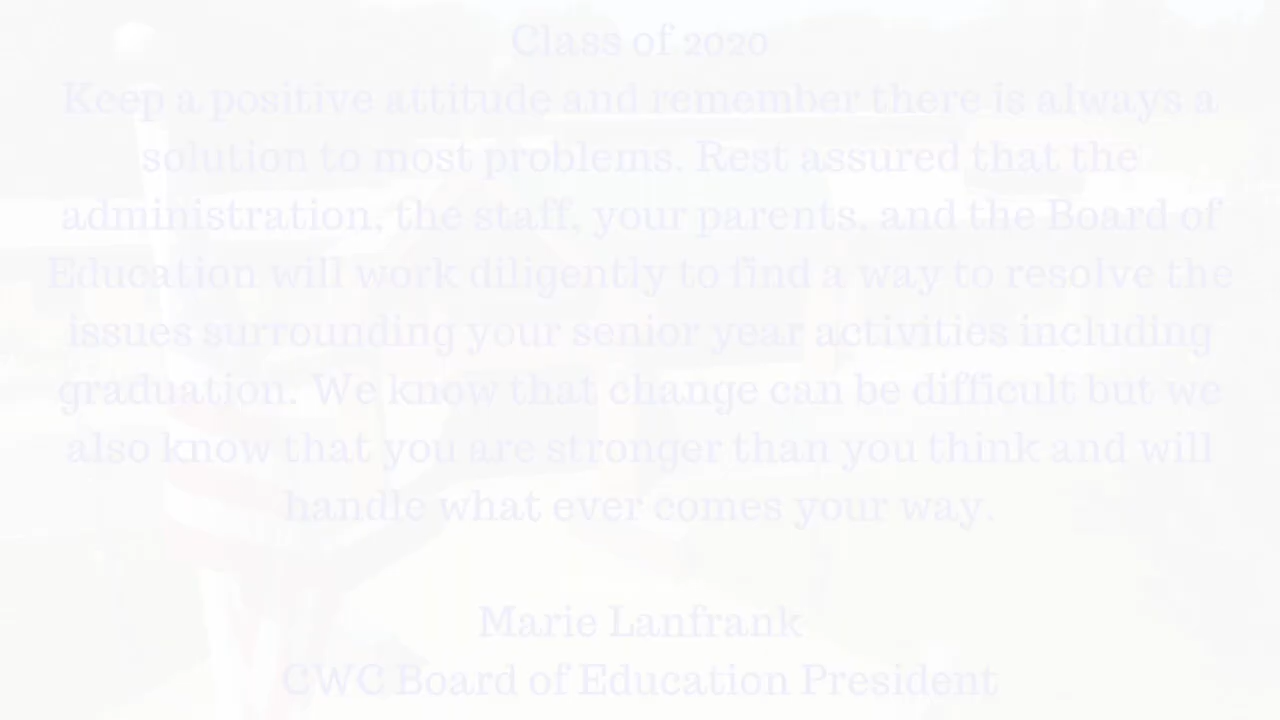 Class of 2020
Keep a positive attitude and remember there is always a
solution to most problems. Rest assured that the
administration, the staff, your parents, and the Board of
Education will work diligently to find a way to resolve the
issues surrounding your senior year activities including
graduation. We know that change can be difficult but we
also know that you are stronger than you think and will
handle what ever comes your way.
Marie Lanfrank
CWC Board of Education President